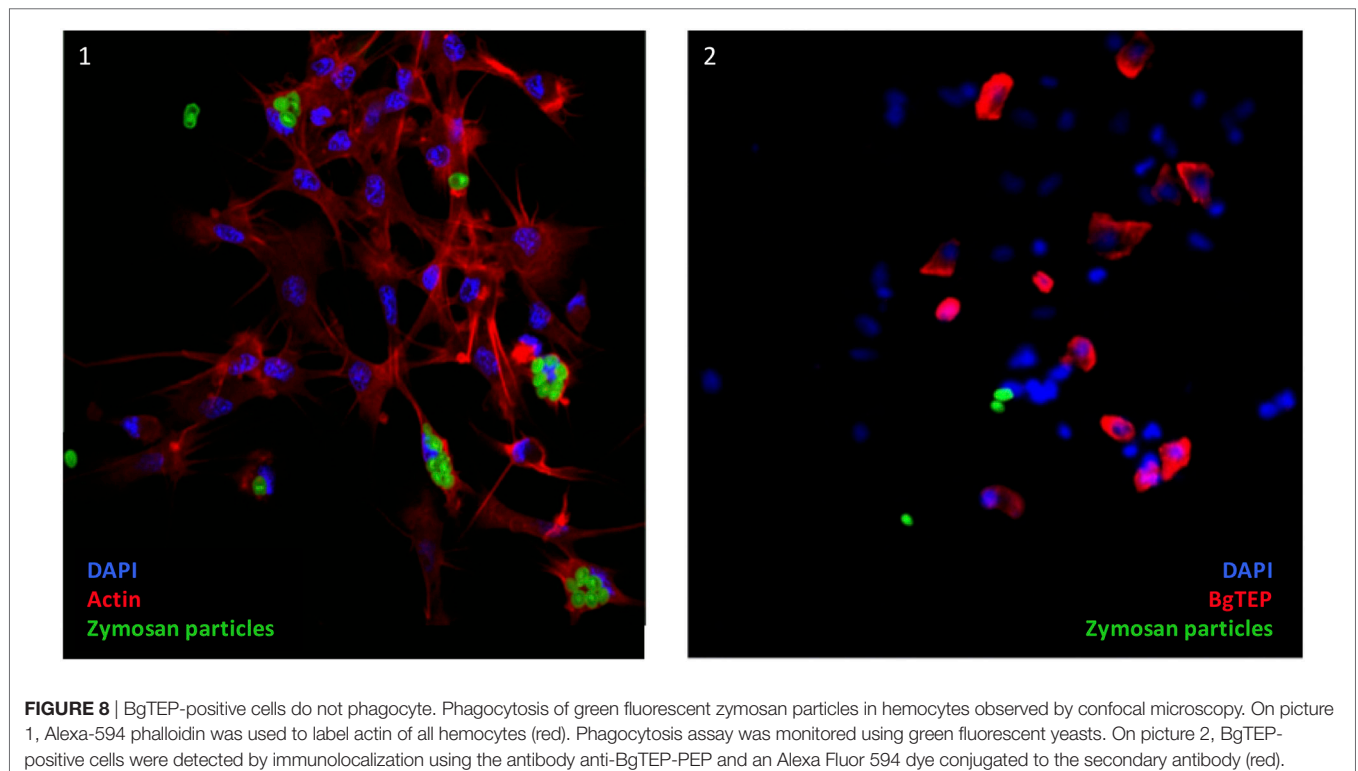 1
DAPI
Actin
Zymosan particles
2
DAPI
BgTEP
Zymosan particles
FIGURE 8 | BgTEP-positive cells do not phagocyte. Phagocytosis of green fluorescent zymosan particles in hemocytes observed by confocal microscopy. On picture
1, Alexa-594 phalloidin was used to label actin of all hemocytes (red). Phagocytosis assay was monitored using green fluorescent yeasts. On picture 2, BgTEP-
positive cells were detected by immunolocalization using the antibody anti-BgTEP-PEP and an Alexa Fluor 594 dye conjugated to the secondary antibody (red).